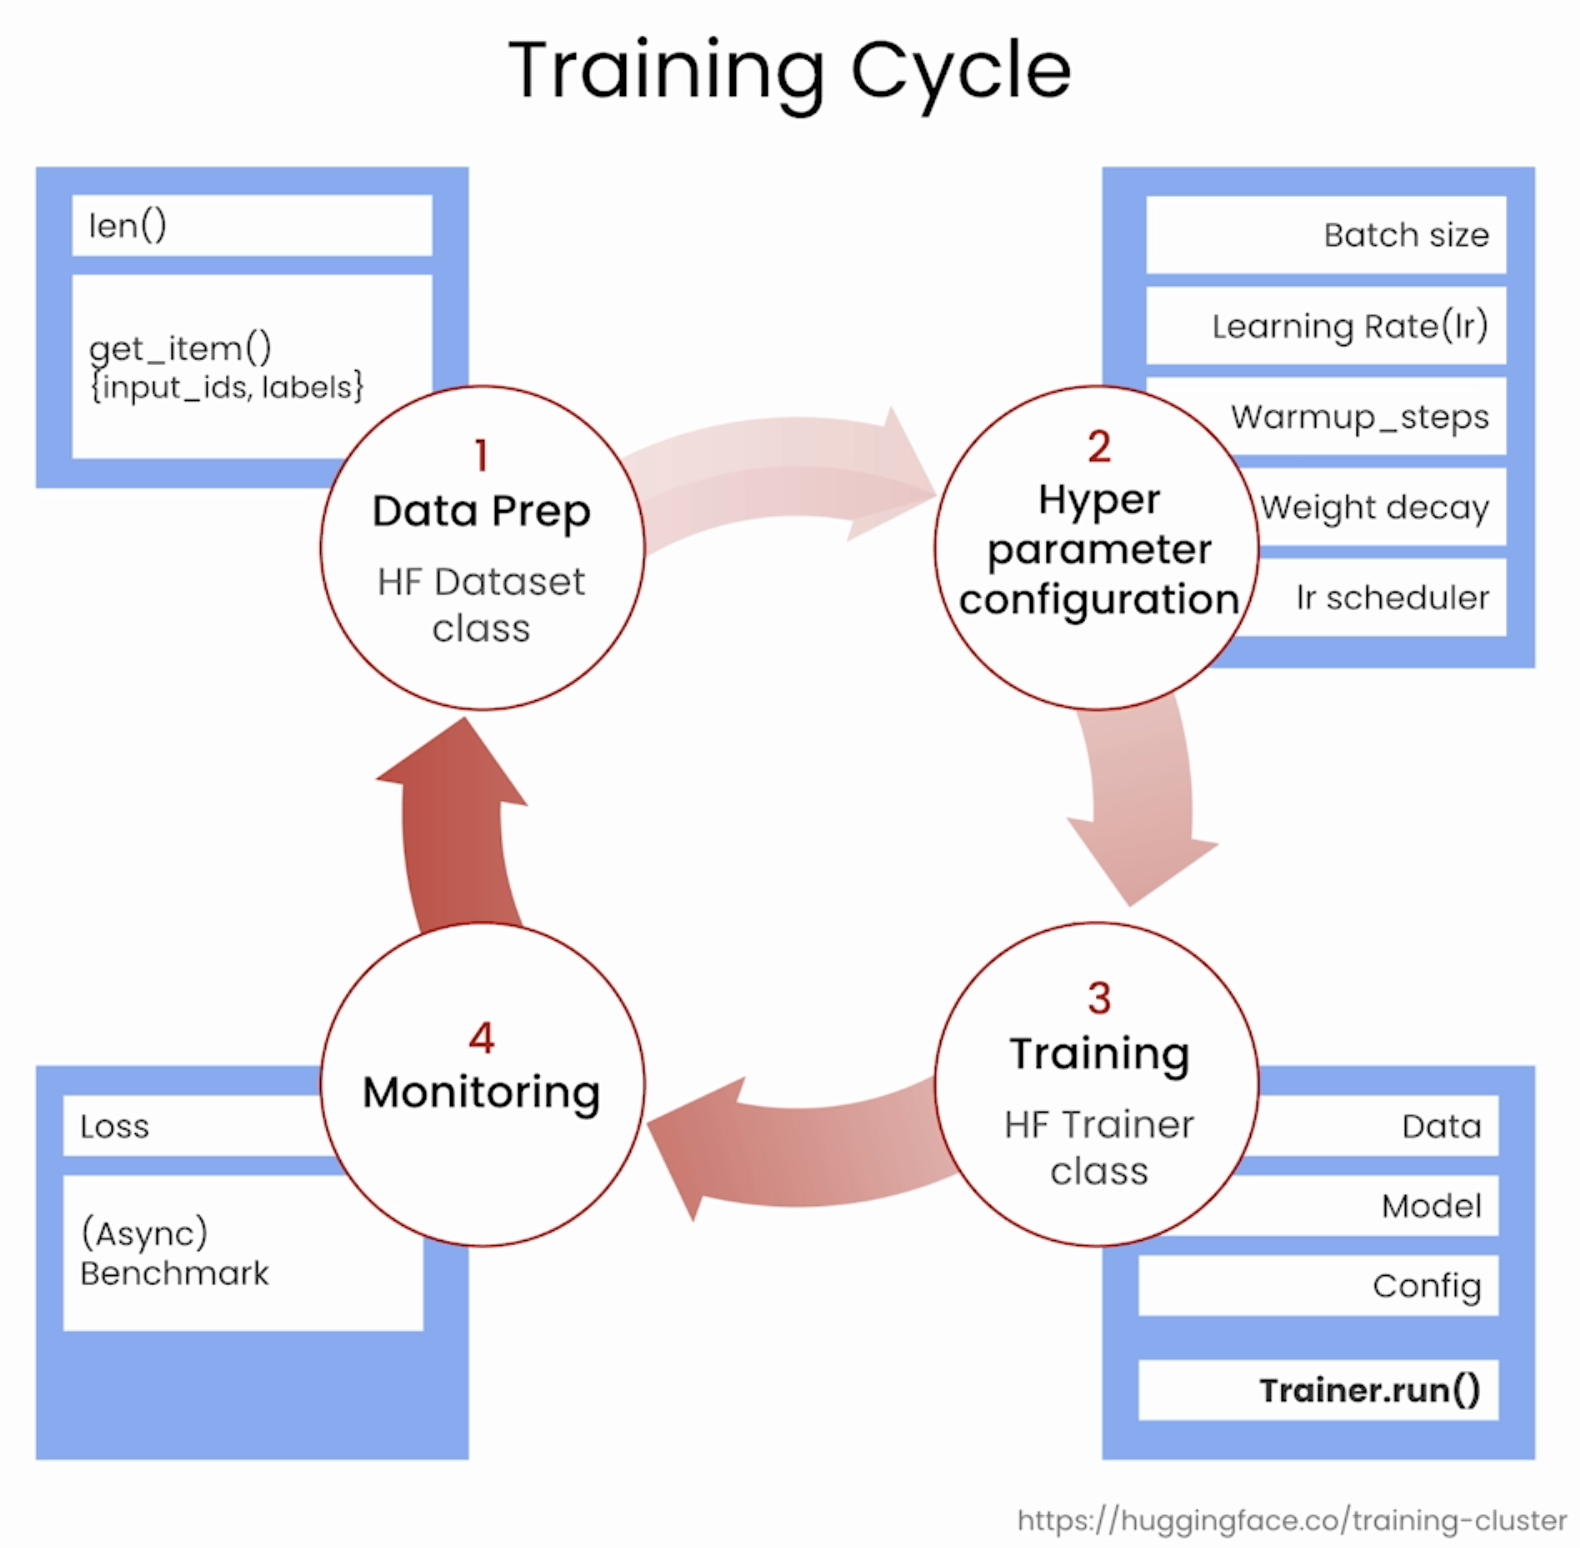 Training Cycle
len()
get_item()
{input_ids, labels}
1
Data Prep
HF Dataset
class
Batch size
Learning Rate(lr)
Warmup_steps
Weight decay
lr scheduler
2
Hyper
parameter
configuration
3
Training
HF Trainer
class
Data
Model
Config
Trainer.run()
4
Monitoring
Loss
(Async)
Benchmark
https://huggingface.co/training-cluster